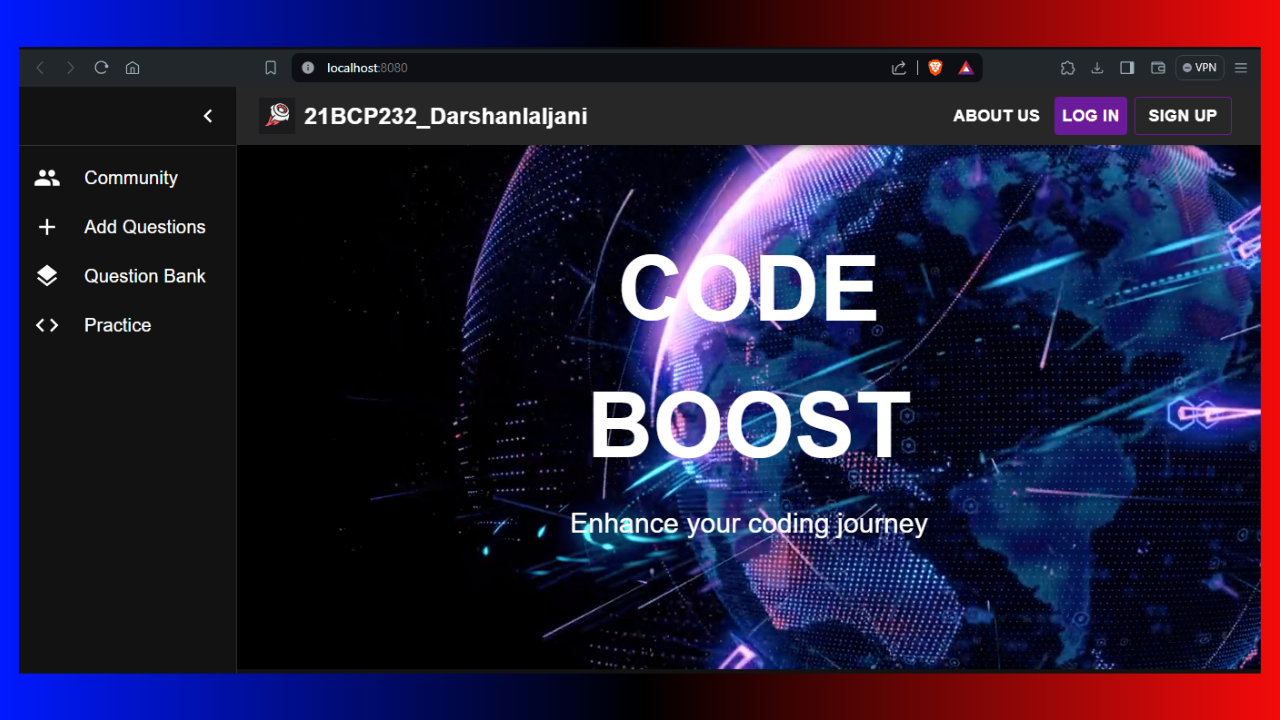 localhost:8080
VPN
21BCP232_Darshanlaljani
ABOUT US
LOG IN
SIGN UP
Community
Add Questions
Question Bank
Practice
CODE
BOOST
Enhance your coding journey